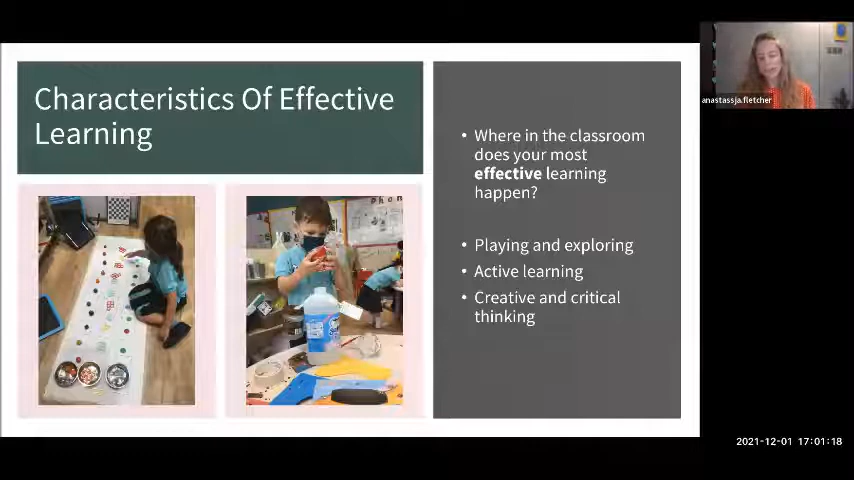 Characteristics Of Effective
Learning
• Where in the classroom
does your most
effective learning
happen?
• Playing and exploring
• Active learning
• Creative and critical
thinking
anastassja.fletcher
2021-12-01 17:01:18